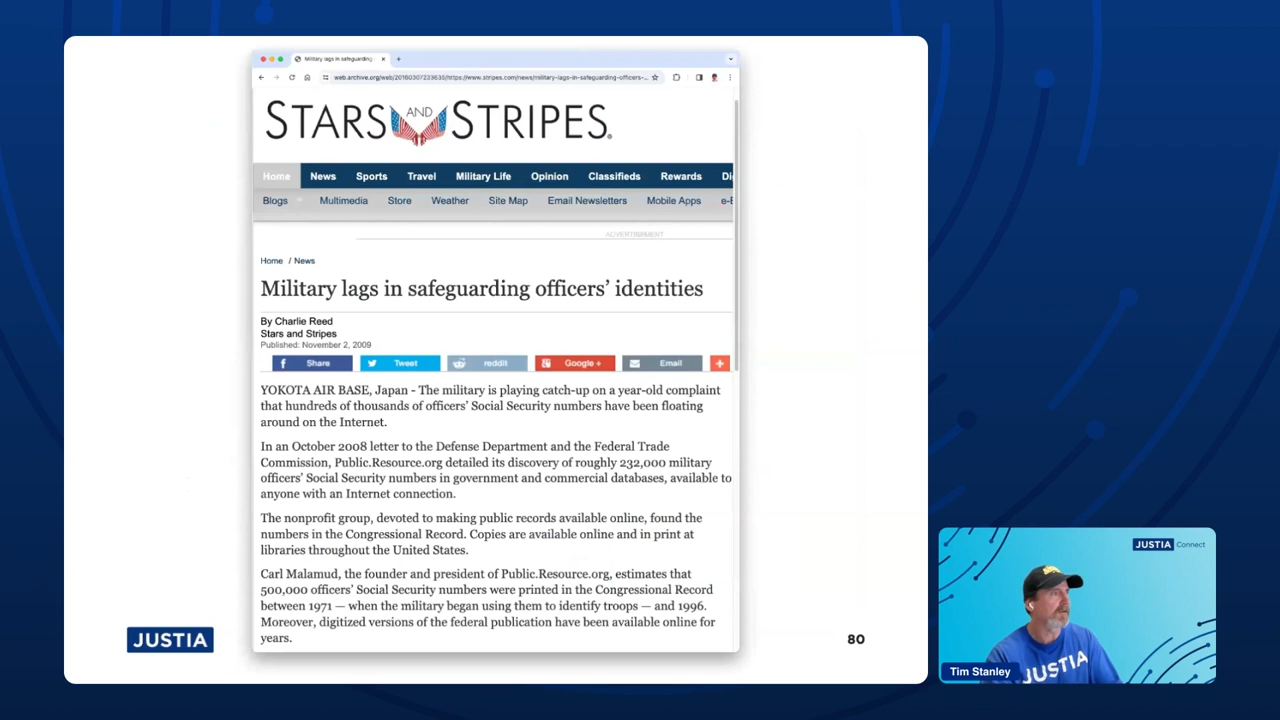 Military lags in safeguarding
web.archive.org/web/20160307233635/https://www.stripes.com/news/military-lags-in-safeguarding-officers-...
STARS AND STRIPES.
Home News Sports Travel Military Life Opinion Classifieds Rewards Di
Blogs Multimedia Store Weather Site Map Email Newsletters Mobile Apps e-E
ADVERTISEMENT
Home / News
Military lags in safeguarding officers’ identities
By Charlie Reed
Stars and Stripes
Published: November 2, 2009
Share Tweet reddit Google + Email
YOKOTA AIR BASE, Japan - The military is playing catch-up on a year-old complaint
that hundreds of thousands of officers’ Social Security numbers have been floating
around on the Internet.
In an October 2008 letter to the Defense Department and the Federal Trade
Commission, Public.Resource.org detailed its discovery of roughly 232,000 military
officers’ Social Security numbers in government and commercial databases, available to
anyone with an Internet connection.
The nonprofit group, devoted to making public records available online, found the
numbers in the Congressional Record. Copies are available online and in print at
libraries throughout the United States.
Carl Malamud, the founder and president of Public.Resource.org, estimates that
500,000 officers’ Social Security numbers were printed in the Congressional Record
between 1971 — when the military began using them to identify troops — and 1996.
Moreover, digitized versions of the federal publication have been available online for
years.
JUSTIA
80
JUSTIA Connect
JUSTIA
Tim Stanley